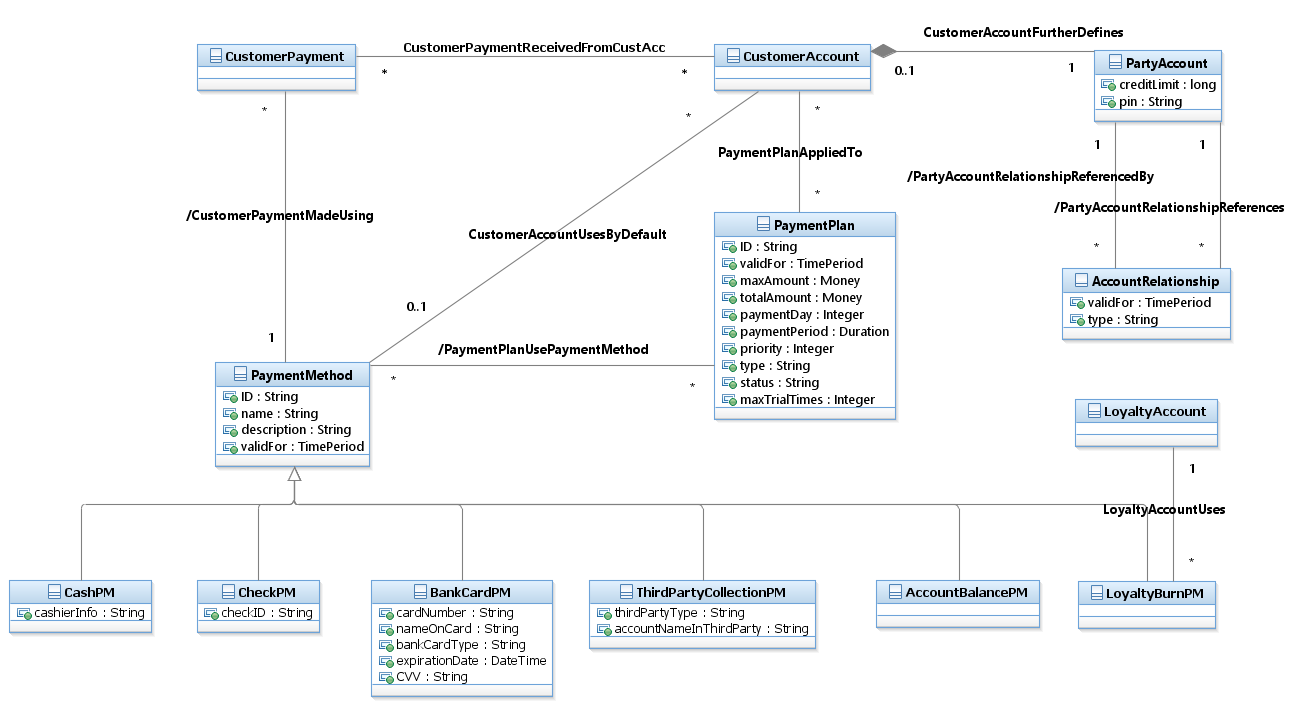 CustomerAccountFurtherDefines
CustomerPayment
CustomerPaymentReceivedFromCustAcc
CustomerAccount
PartyAccount
* * 0..1 1
creditLimit : long
pin : String
* * *
1 1
PaymentPlanAppliedTo
/PartyAccountRelationshipReferencedBy
*
/CustomerPaymentMadeUsing
/PartyAccountRelationshipReferences
PaymentPlan
ID : String
validFor : TimePeriod
maxAmount : Money
totalAmount : Money
paymentDay : Integer
paymentPeriod : Duration
priority : Integer
type : String
status : String
maxTrialTimes : Integer
CustomerAccountUsesByDefault
* *
AccountRelationship
validFor : TimePeriod
type : String
0..1
1
/PaymentPlanUsePaymentMethod
* *
PaymentMethod
ID : String
name : String
description : String
validFor : TimePeriod
LoyaltyAccount
1
LoyaltyAccountUses
*
CashPM
cashierInfo : String
CheckPM
checkID : String
BankCardPM
cardNumber : String
nameOnCard : String
bankCardType : String
expirationDate : DateTime
CVV : String
ThirdPartyCollectionPM
thirdPartyType : String
accountNameInThirdParty : String
AccountBalancePM
LoyaltyBurnPM